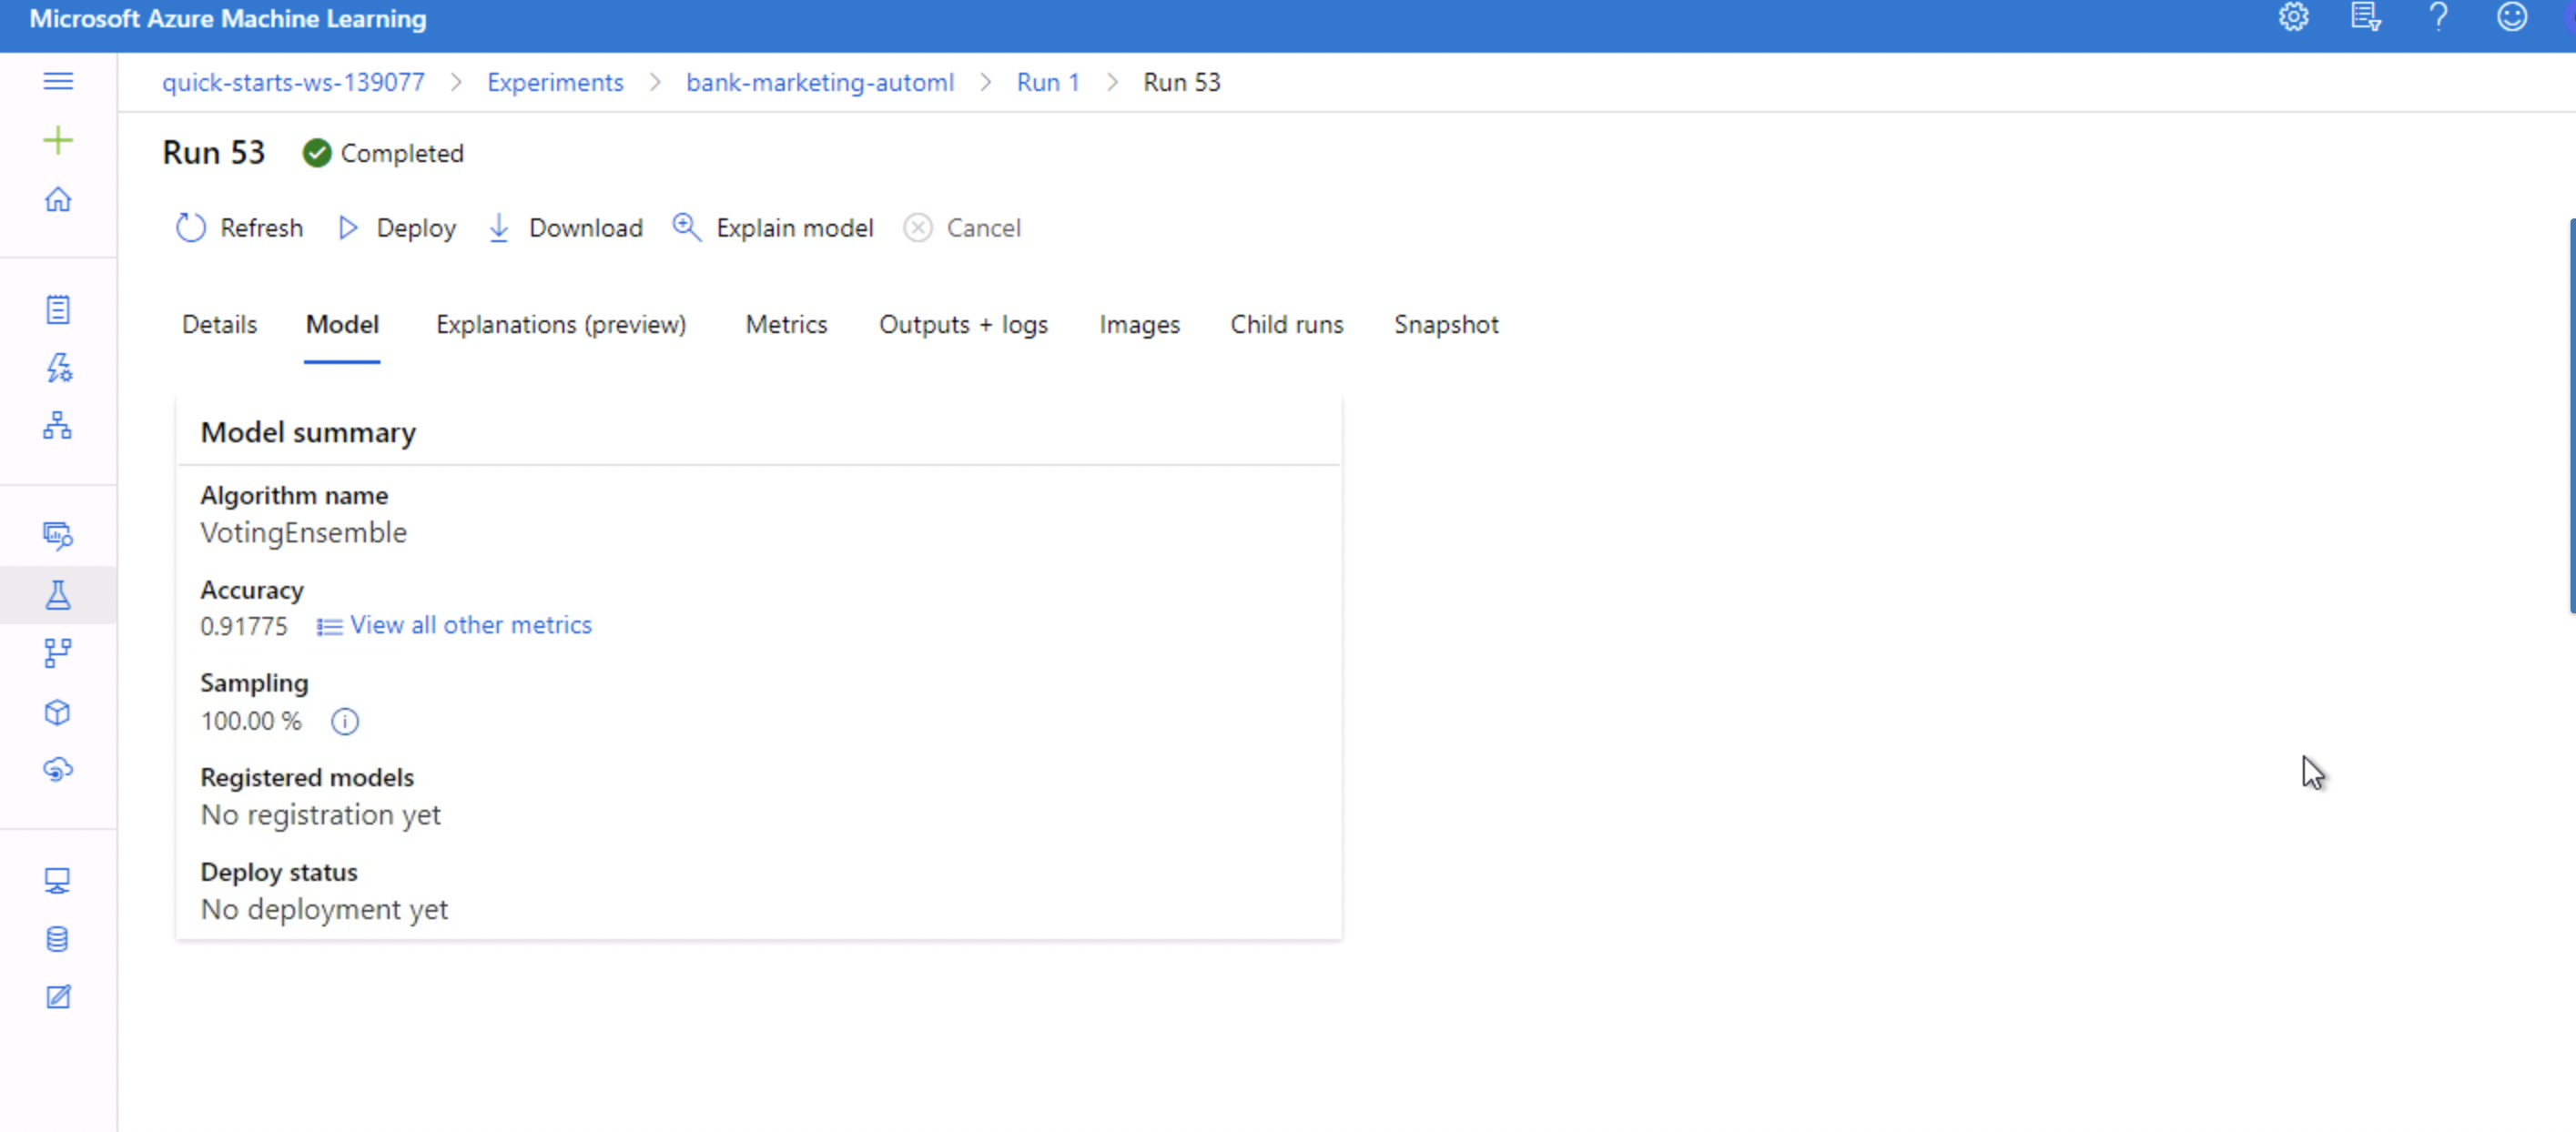 Microsoft Azure Machine Learning
quick-starts-ws-139077 > Experiments > bank-marketing-automl > Run 1 > Run 53
Run 53 Completed
Refresh Deploy Download Explain model Cancel
Details Model Explanations (preview) Metrics Outputs + logs Images Child runs Snapshot
Model summary
Algorithm name
VotingEnsemble
Accuracy
0.91775 View all other metrics
Sampling
100.00 %
Registered models
No registration yet
Deploy status
No deployment yet